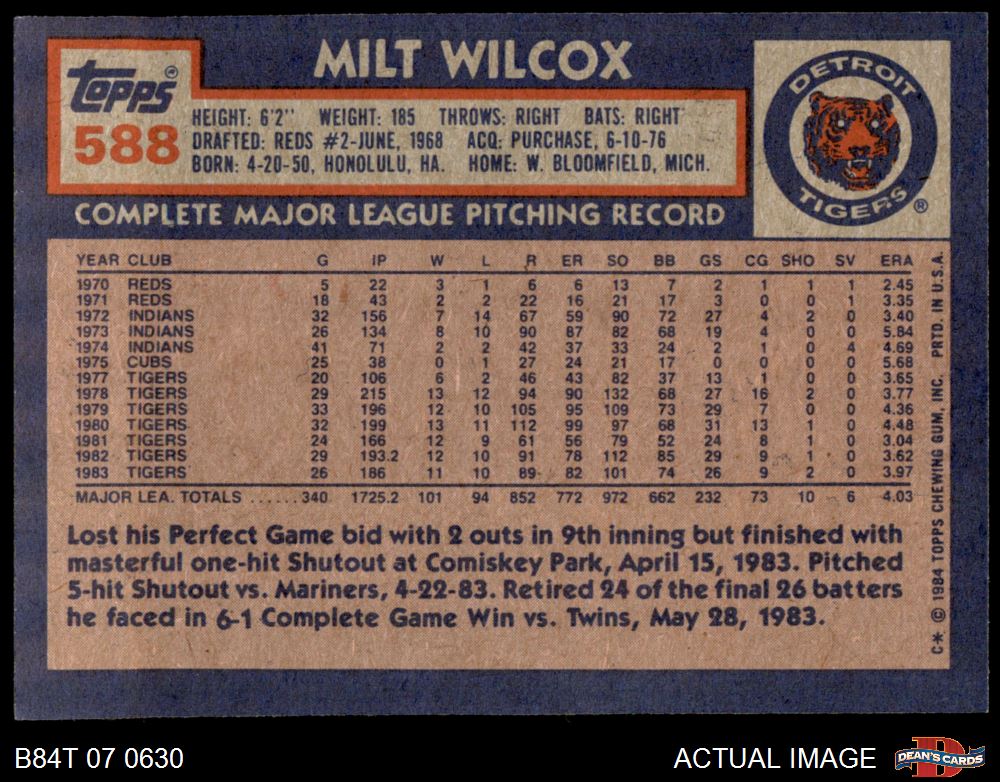 MILT WILCOX
Topps®
588
HEIGHT: 6'2'' WEIGHT: 185 THROWS: RIGHT BATS: RIGHT
DRAFTED: REDS #2-JUNE, 1968 ACQ: PURCHASE, 6-10-76
BORN: 4-20-50, HONOLULU, HA. HOME: W. BLOOMFIELD, MICH.
DETROIT
TIGERS®
COMPLETE MAJOR LEAGUE PITCHING RECORD
YEAR CLUB G IP W L R ER SO BB GS CG SHO SV ERA
1970 REDS 5 22 3 1 6 6 13 7 2 1 1 1 2.45
1971 REDS 18 43 2 2 22 16 21 17 3 0 0 1 3.35
1972 INDIANS 32 156 7 14 67 59 90 72 27 4 2 0 3.40
1973 INDIANS 26 134 8 10 90 87 82 68 19 4 0 0 5.84
1974 INDIANS 41 71 2 2 42 37 33 24 2 1 0 4 4.69
1975 CUBS 25 38 0 1 27 24 21 17 0 0 0 0 5.68
1977 TIGERS 20 106 6 2 46 43 82 37 13 1 0 0 3.65
1978 TIGERS 29 215 13 12 94 90 132 68 27 16 2 0 3.77
1979 TIGERS 33 196 12 10 105 95 109 73 29 7 0 0 4.36
1980 TIGERS 32 199 13 11 112 99 97 68 31 13 1 0 4.48
1981 TIGERS 24 166 12 9 61 56 79 52 24 8 1 0 3.04
1982 TIGERS 29 193.2 12 10 91 78 112 85 29 9 1 0 3.62
1983 TIGERS 26 186 11 10 89 82 101 74 26 9 2 0 3.97
MAJOR LEA. TOTALS ...... 340 1725.2 101 94 852 772 972 662 232 73 10 6 4.03
Lost his Perfect Game bid with 2 outs in 9th inning but finished with
masterful one-hit Shutout at Comiskey Park, April 15, 1983. Pitched
5-hit Shutout vs. Mariners, 4-22-83. Retired 24 of the final 26 batters
he faced in 6-1 Complete Game Win vs. Twins, May 28, 1983.
C* © 1984 TOPPS CHEWING GUM, INC. PRTD. IN U.S.A.
B84T 07 0630
ACTUAL IMAGE
D
DEAN'S CARDS